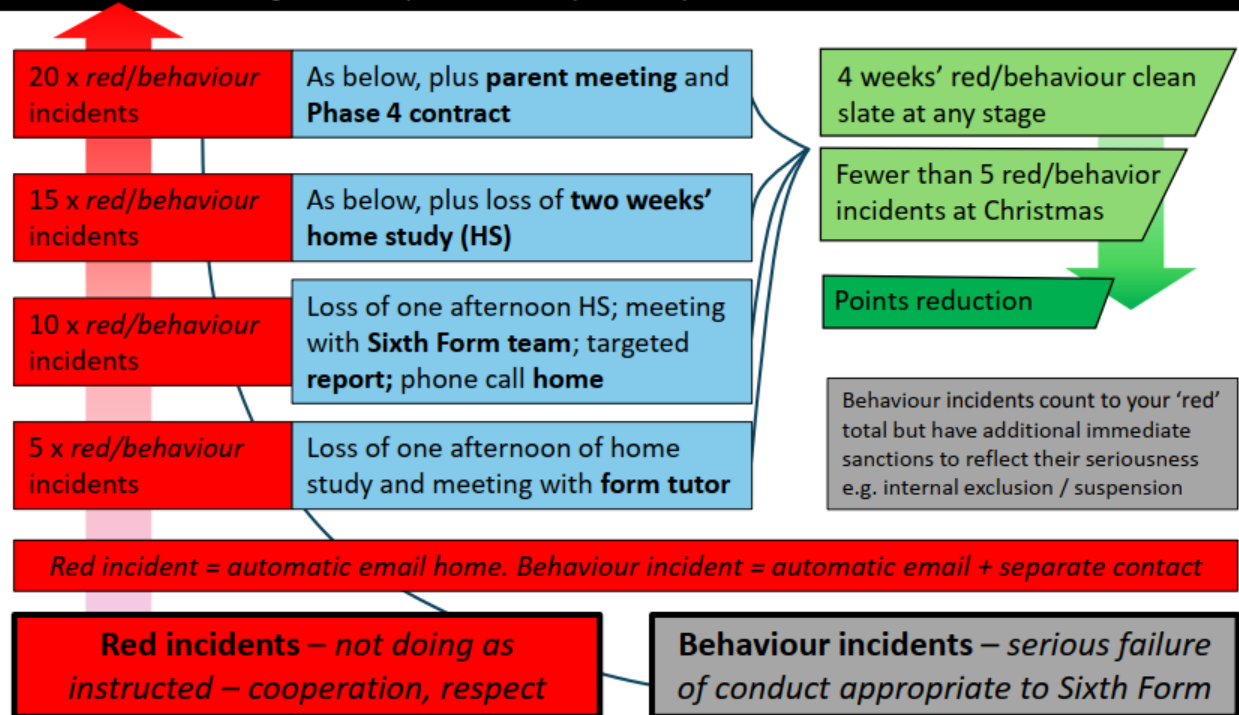 20 x red/behaviour
incidents
As below, plus parent meeting and
Phase 4 contract
4 weeks' red/behaviour clean
slate at any stage
Fewer than 5 red/behavior
incidents at Christmas
15 x red/behaviour
incidents
As below, plus loss of two weeks'
home study (HS)
Points reduction
10 x red/behaviour
incidents
Loss of one afternoon HS; meeting
with Sixth Form team; targeted
report; phone call home
Behaviour incidents count to your 'red'
total but have additional immediate
sanctions to reflect their seriousness
e.g. internal exclusion / suspension
5 x red/behaviour
incidents
Loss of one afternoon of home
study and meeting with form tutor
Red incident = automatic email home. Behaviour incident = automatic email + separate contact
Red incidents – not doing as
instructed – cooperation, respect
Behaviour incidents – serious failure
of conduct appropriate to Sixth Form